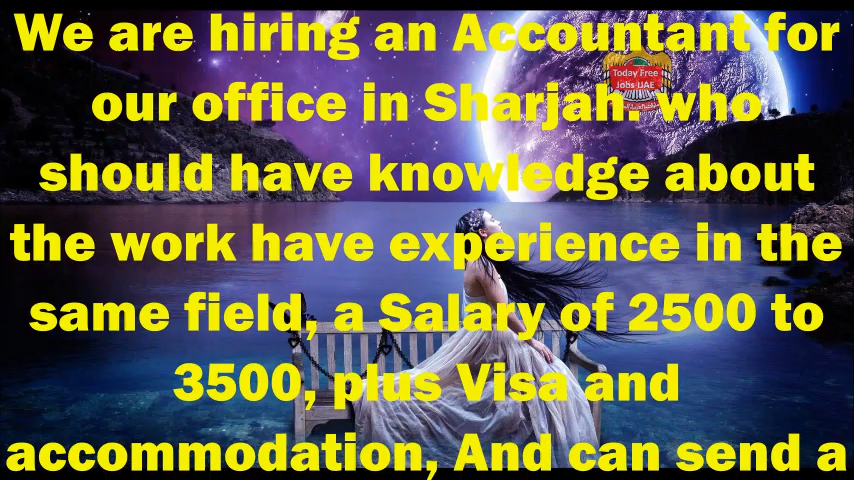 We are hiring an Accountant for
our office in Sharjah. who
should have knowledge about
the work have experience in the
same field, a Salary of 2500 to
3500, plus Visa and
accommodation, And can send a
Today Free
Jobs UAE